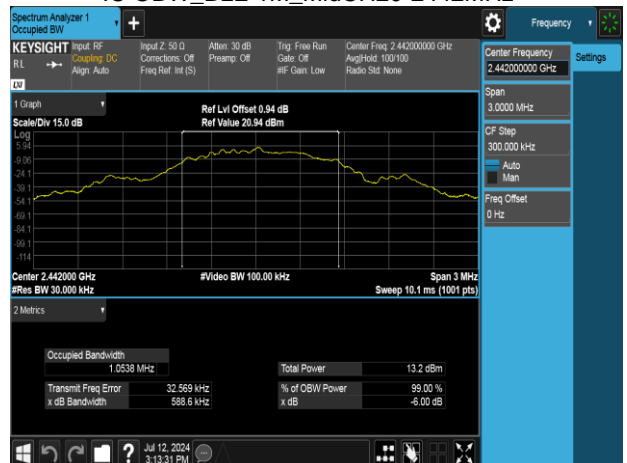 Spectrum Analyzer 1
Occupied BW
Frequency
KEYSIGHT
RL
LXI
Input: RF
Coupling: DC
Align: Auto
Input Z: 50 Ω
Corrections: Off
Freq Ref: Int (S)
Atten: 30 dB
Preamp: Off
Trig: Free Run
Gate: Off
#IF Gain: Low
Center Freq: 2.442000000 GHz
Avg|Hold: 100/100
Radio Std: None
Center Frequency
2.442000000 GHz
Settings
Span
3.0000 MHz
CF Step
300.000 kHz
Auto
Man
Freq Offset
0 Hz
1 Graph
Scale/Div 15.0 dB
Ref Lvl Offset 0.94 dB
Ref Value 20.94 dBm
Log
5.94
-9.06
-24.1
-39.1
-54.1
-69.1
-84.1
-99.1
-114
Center 2.442000 GHz
#Res BW 30.000 kHz
#Video BW 100.00 kHz
Span 3 MHz
Sweep 10.1 ms (1001 pts)
2 Metrics
Occupied Bandwidth
1.0538 MHz
Total Power 13.2 dBm
Transmit Freq Error 32.569 kHz
% of OBW Power 99.00 %
x dB Bandwidth 588.6 kHz
x dB -6.00 dB
?
Jul 12, 2024
3:13:31 PM